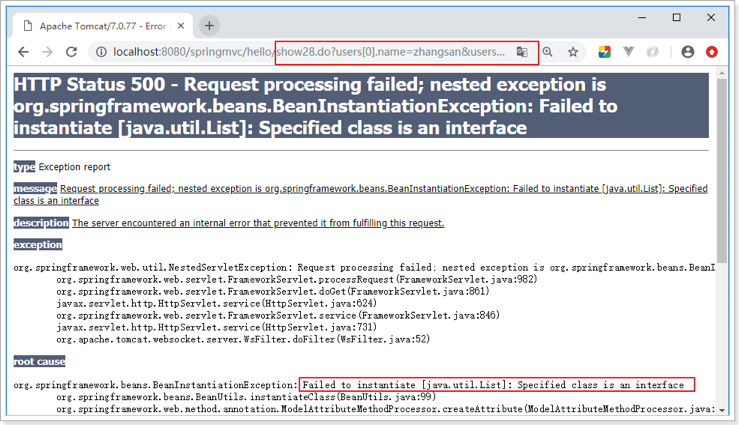 Apache Tomcat/7.0.77 - Error
localhost:8080/springmvc/hello/show28.do?users[0].name=zhangsan&users...
HTTP Status 500 - Request processing failed; nested exception is
org.springframework.beans.BeanInstantiationException: Failed to
instantiate [java.util.List]: Specified class is an interface
type Exception report
message Request processing failed; nested exception is org.springframework.beans.BeanInstantiationException: Failed to instantiate [java.util.List]: Specified
class is an interface
description The server encountered an internal error that prevented it from fulfilling this request.
exception
org.springframework.web.util.NestedServletException: Request processing failed; nested exception is org.springframework.beans.BeanI
org.springframework.web.servlet.FrameworkServlet.processRequest(FrameworkServlet.java:982)
org.springframework.web.servlet.FrameworkServlet.doGet(FrameworkServlet.java:861)
javax.servlet.http.HttpServlet.service(HttpServlet.java:624)
org.springframework.web.servlet.FrameworkServlet.service(FrameworkServlet.java:846)
javax.servlet.http.HttpServlet.service(HttpServlet.java:731)
org.apache.tomcat.websocket.server.WsFilter.doFilter(WsFilter.java:52)
root cause
org.springframework.beans.BeanInstantiationException: Failed to instantiate [java.util.List]: Specified class is an interface
org.springframework.beans.BeanUtils.instantiateClass(BeanUtils.java:99)
org.springframework.web.method.annotation.ModelAttributeMethodProcessor.createAttribute(ModelAttributeMethodProcessor.java: